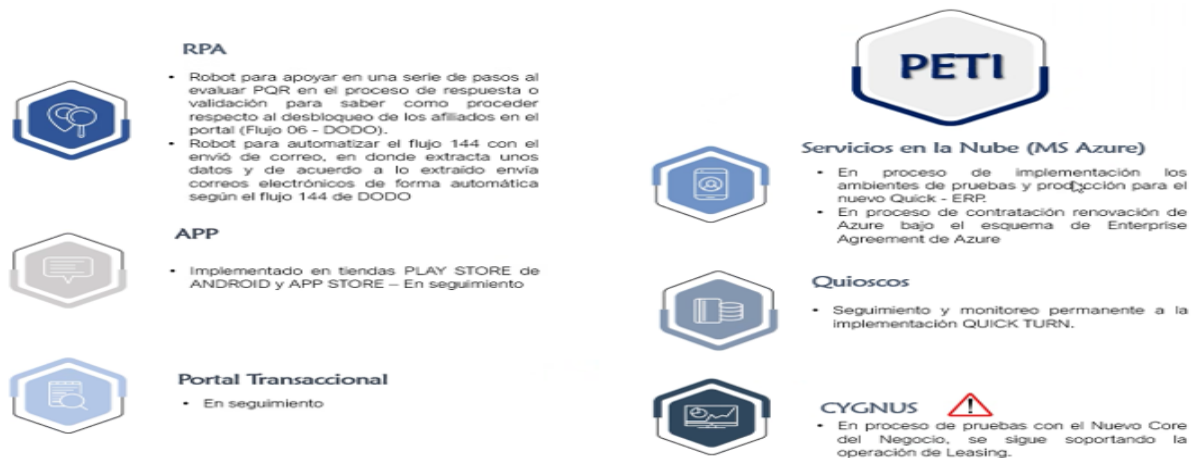 RPA
• Robot para apoyar en una serie de pasos al
evaluar PQR en el proceso de respuesta o
validación para saber como proceder
respecto al desbloqueo de los afiliados en el
portal (Flujo 06 - DODO).
• Robot para automatizar el flujo 144 con el
envió de correo, en donde extracta unos
datos y de acuerdo a lo extraído envía
correos electrónicos de forma automática
según el flujo 144 de DODO
APP
• Implementado en tiendas PLAY STORE de
ANDROID y APP STORE – En seguimiento
Portal Transaccional
• En seguimiento
PETI
Servicios en la Nube (MS Azure)
• En proceso de implementación los
ambientes de pruebas y producción para el
nuevo Quick - ERP.
• En proceso de contratación renovación de
Azure bajo el esquema de Enterprise
Agreement de Azure
Quioscos
• Seguimiento y monitoreo permanente a la
implementación QUICK TURN.
CYGNUS
• En proceso de pruebas con el Nuevo Core
del Negocio, se sigue soportando la
operación de Leasing.